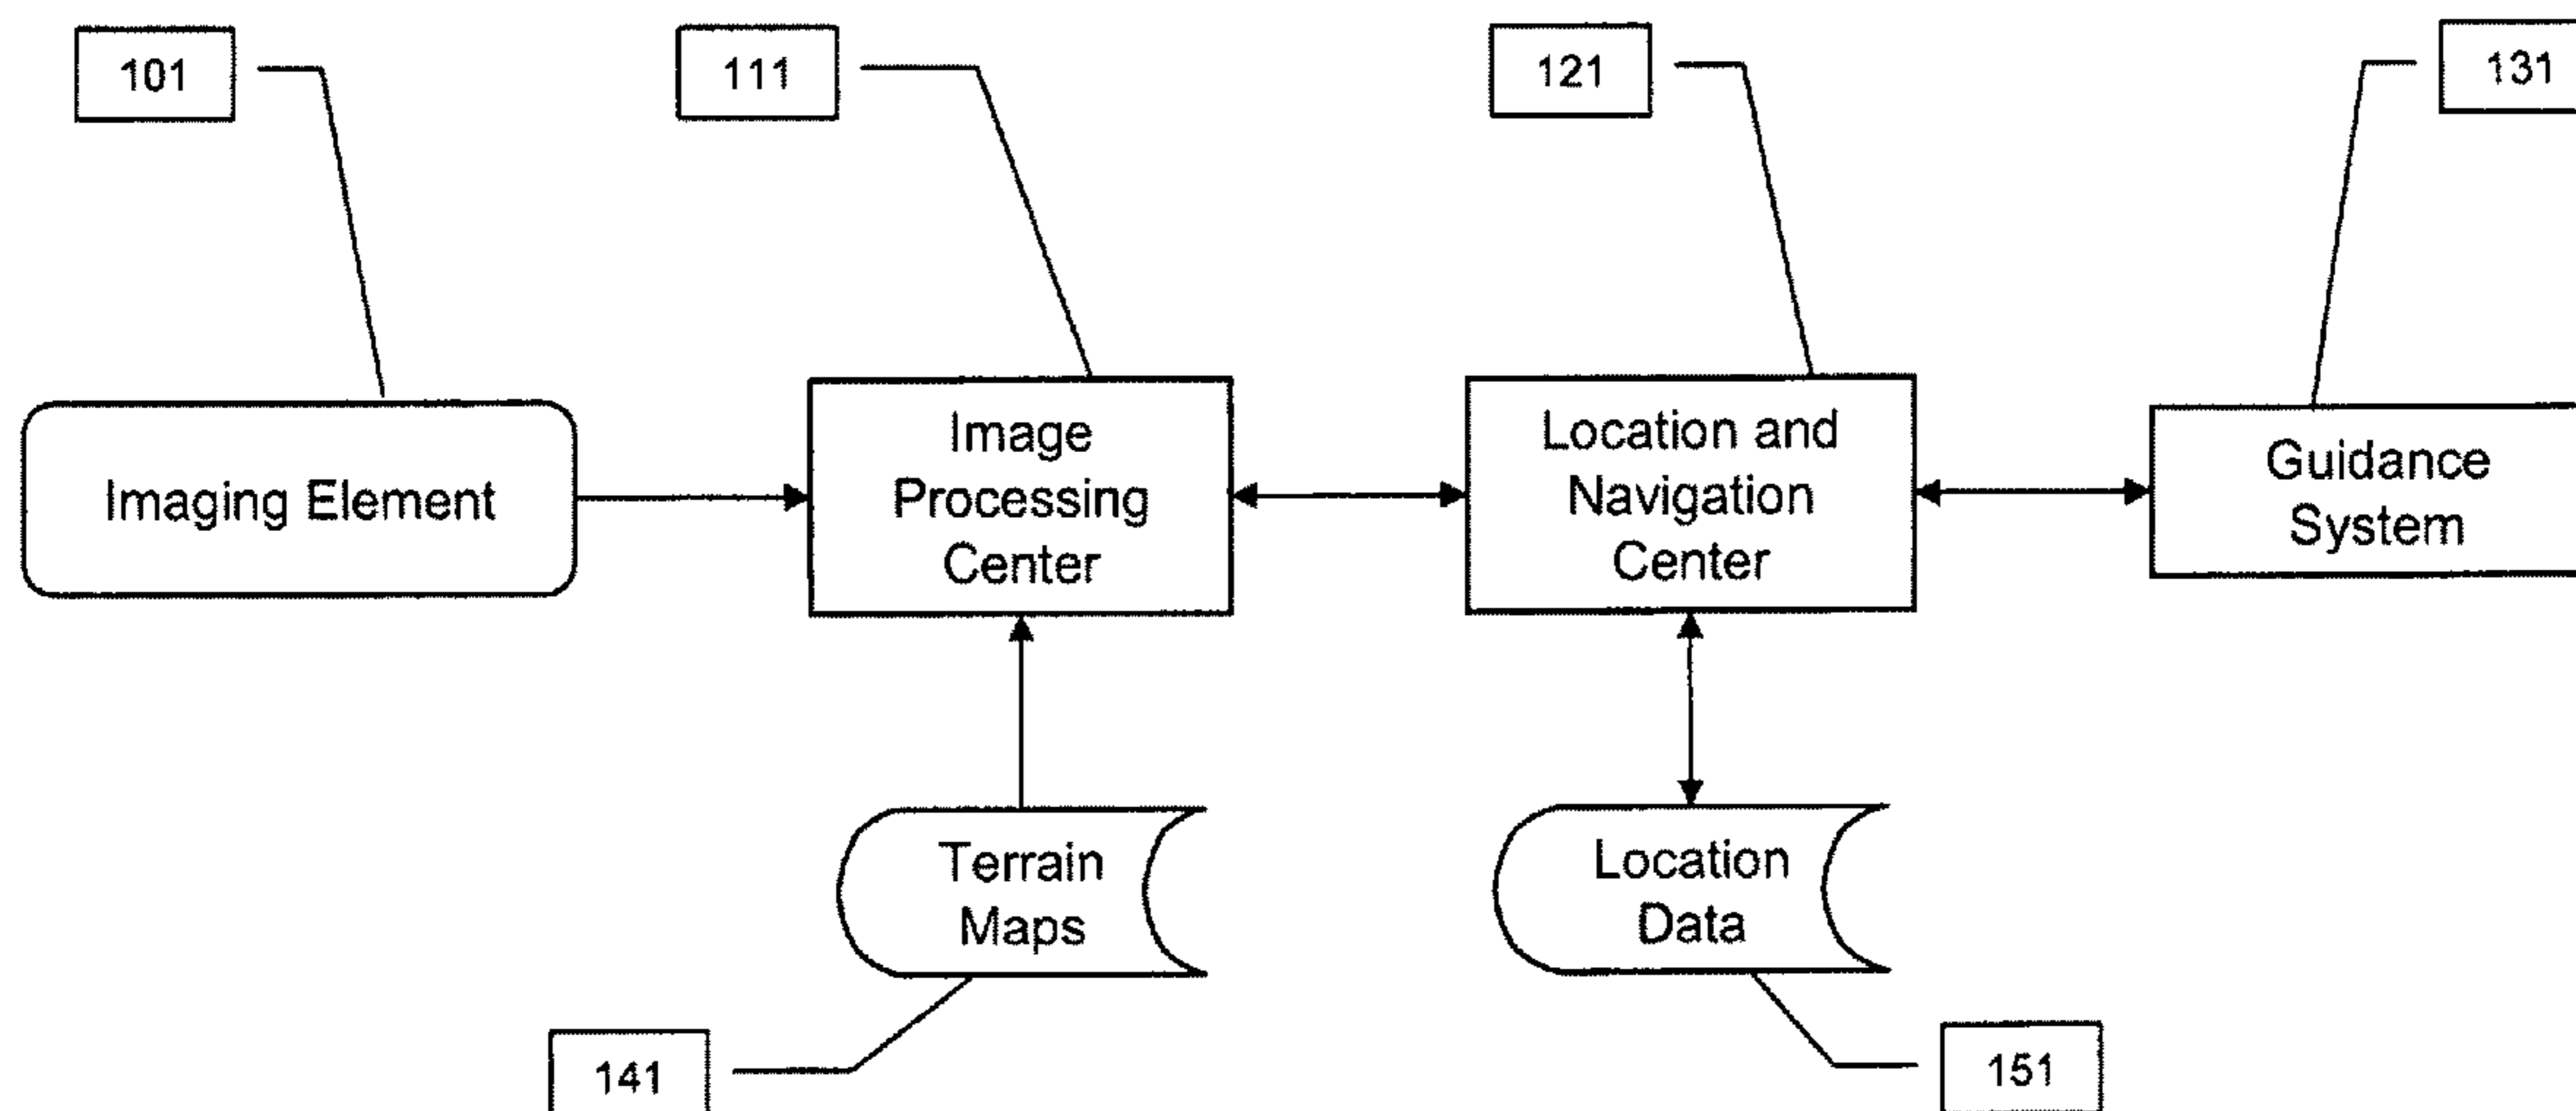 101
111
121
131
Imaging Element
Image
Processing
Center
Location and
Navigation
Center
Guidance
System
Terrain
Maps
Location
Data
141
151